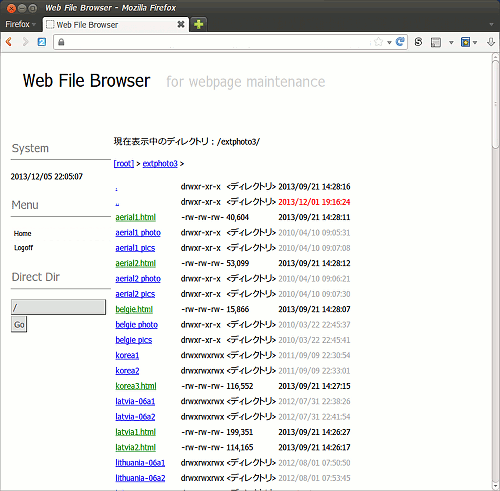 Web File Browser - Mozilla Firefox
Firefox
Web File Browser
Web File Browser for webpage maintenance
現在表示中のディレクトリ : /extphoto3/
[root] > extphoto3 >
System
2013/12/05 22:05:07
Menu
Home
Logoff
Direct Dir
/
Go
. drwxr-xr-x <ディレクトリ> 2013/09/21 14:28:16
.. drwxr-xr-x <ディレクトリ> 2013/12/01 19:16:24
aerial1.html -rw-rw-rw- 40,604 2013/09/21 14:28:11
aerial1 photo drwxr-xr-x <ディレクトリ> 2010/04/10 09:05:31
aerial1 pics drwxr-xr-x <ディレクトリ> 2010/04/10 09:07:08
aerial2.html -rw-rw-rw- 53,099 2013/09/21 14:28:12
aerial2 photo drwxr-xr-x <ディレクトリ> 2010/04/10 09:06:21
aerial2 pics drwxr-xr-x <ディレクトリ> 2010/04/10 09:07:30
belgie.html -rw-rw-rw- 15,866 2013/09/21 14:28:07
belgie photo drwxr-xr-x <ディレクトリ> 2010/03/22 22:45:37
belgie pics drwxr-xr-x <ディレクトリ> 2010/03/22 22:45:41
korea1 drwxrwxrwx <ディレクトリ> 2011/09/09 22:30:54
korea2 drwxrwxrwx <ディレクトリ> 2011/09/09 22:33:01
korea3.html -rw-rw-rw- 116,552 2013/09/21 14:27:15
latvia-06a1 drwxrwxrwx <ディレクトリ> 2012/07/31 22:38:26
latvia-06a2 drwxrwxrwx <ディレクトリ> 2012/07/31 22:41:54
latvia1.html -rw-rw-rw- 199,351 2013/09/21 14:26:27
latvia2.html -rw-rw-rw- 114,165 2013/09/21 14:26:17
lithuania-06a1 drwxrwxrwx <ディレクトリ> 2012/08/01 07:50:50
lithuania-06a2 drwxrwxrwx <ディレクトリ> 2012/08/01 07:53:45